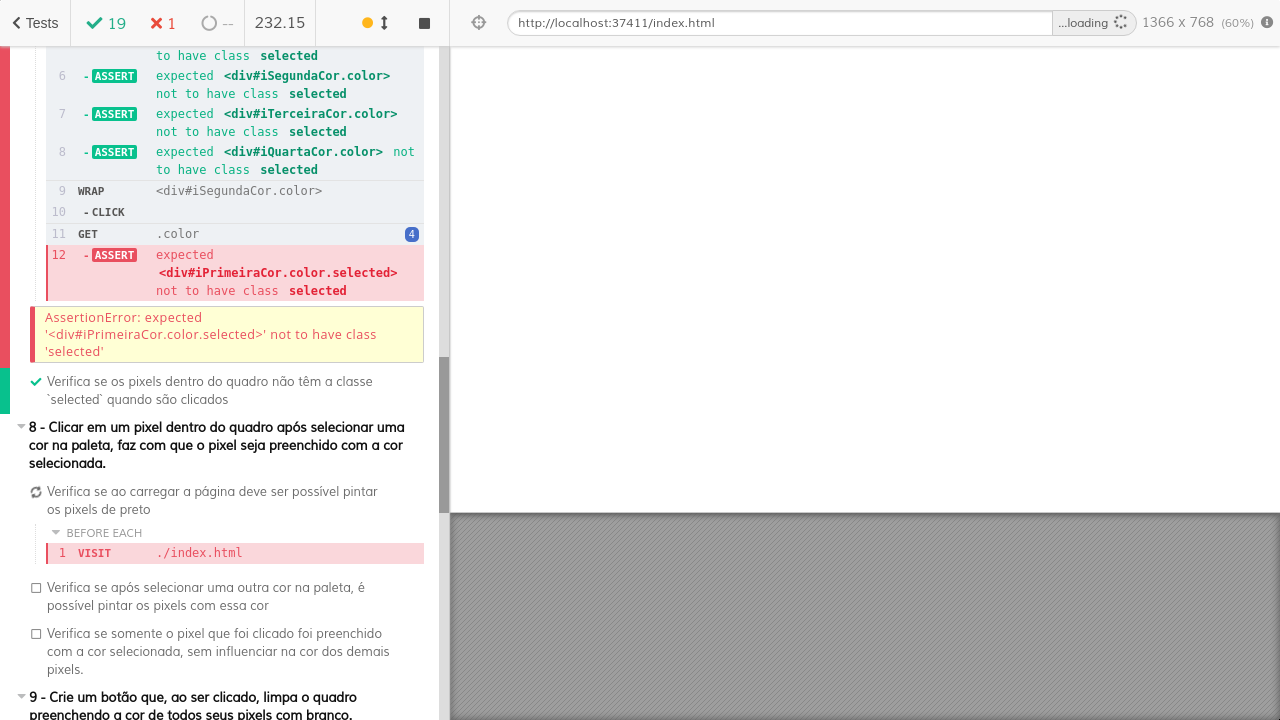 Tests 19 1 -- 232.15 http://localhost:37411/index.html ...loading 1366 x 768 (60%)
to have class selected
6 - ASSERT expected <div#iSegundaCor.color>
not to have class selected
7 - ASSERT expected <div#iTerceiraCor.color>
not to have class selected
8 - ASSERT expected <div#iQuartaCor.color> not
to have class selected
9 WRAP <div#iSegundaCor.color>
10 - CLICK
11 GET .color 4
12 - ASSERT expected
<div#iPrimeiraCor.color.selected>
not to have class selected
AssertionError: expected
'<div#iPrimeiraCor.color.selected>' not to have class
'selected'
Verifica se os pixels dentro do quadro não têm a classe
`selected` quando são clicados
8 - Clicar em um pixel dentro do quadro após selecionar uma
cor na paleta, faz com que o pixel seja preenchido com a cor
selecionada.
Verifica se ao carregar a página deve ser possível pintar
os pixels de preto
BEFORE EACH
1 VISIT ./index.html
Verifica se após selecionar uma outra cor na paleta, é
possível pintar os pixels com essa cor
Verifica se somente o pixel que foi clicado foi preenchido
com a cor selecionada, sem influenciar na cor dos demais
pixels.
9 - Crie um botão que, ao ser clicado, limpa o quadro
preenchendo a cor de todos seus pixels com branco.